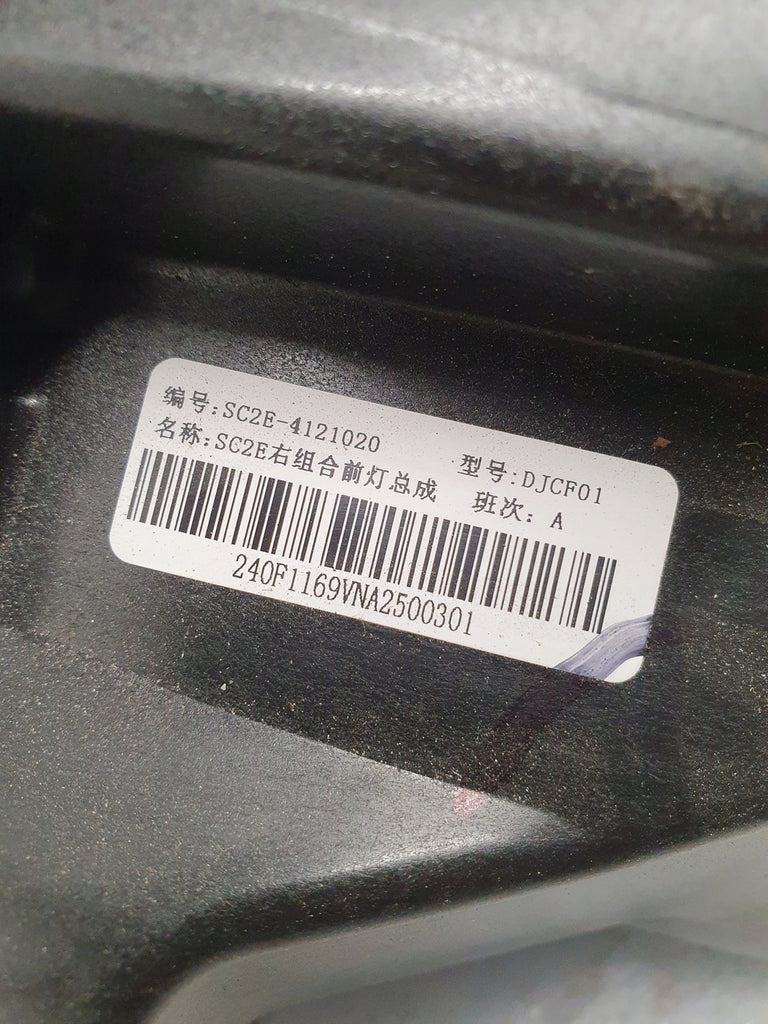 编号:SC2E-4121020 型号:DJCF01
名称:SC2E右组合前灯总成 班次: A
240F1169VNA2500301